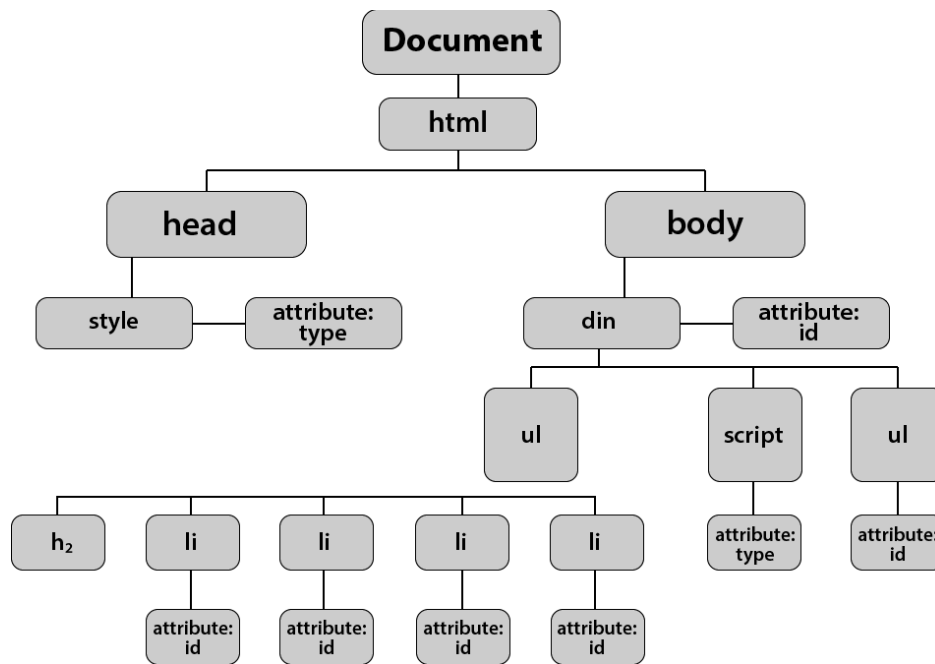 Document
html
head
body
style
attribute:
type
din
attribute:
id
ul
script
ul
h₂
li
li
li
li
attribute:
type
attribute:
id
attribute:
id
attribute:
id
attribute:
id
attribute:
id